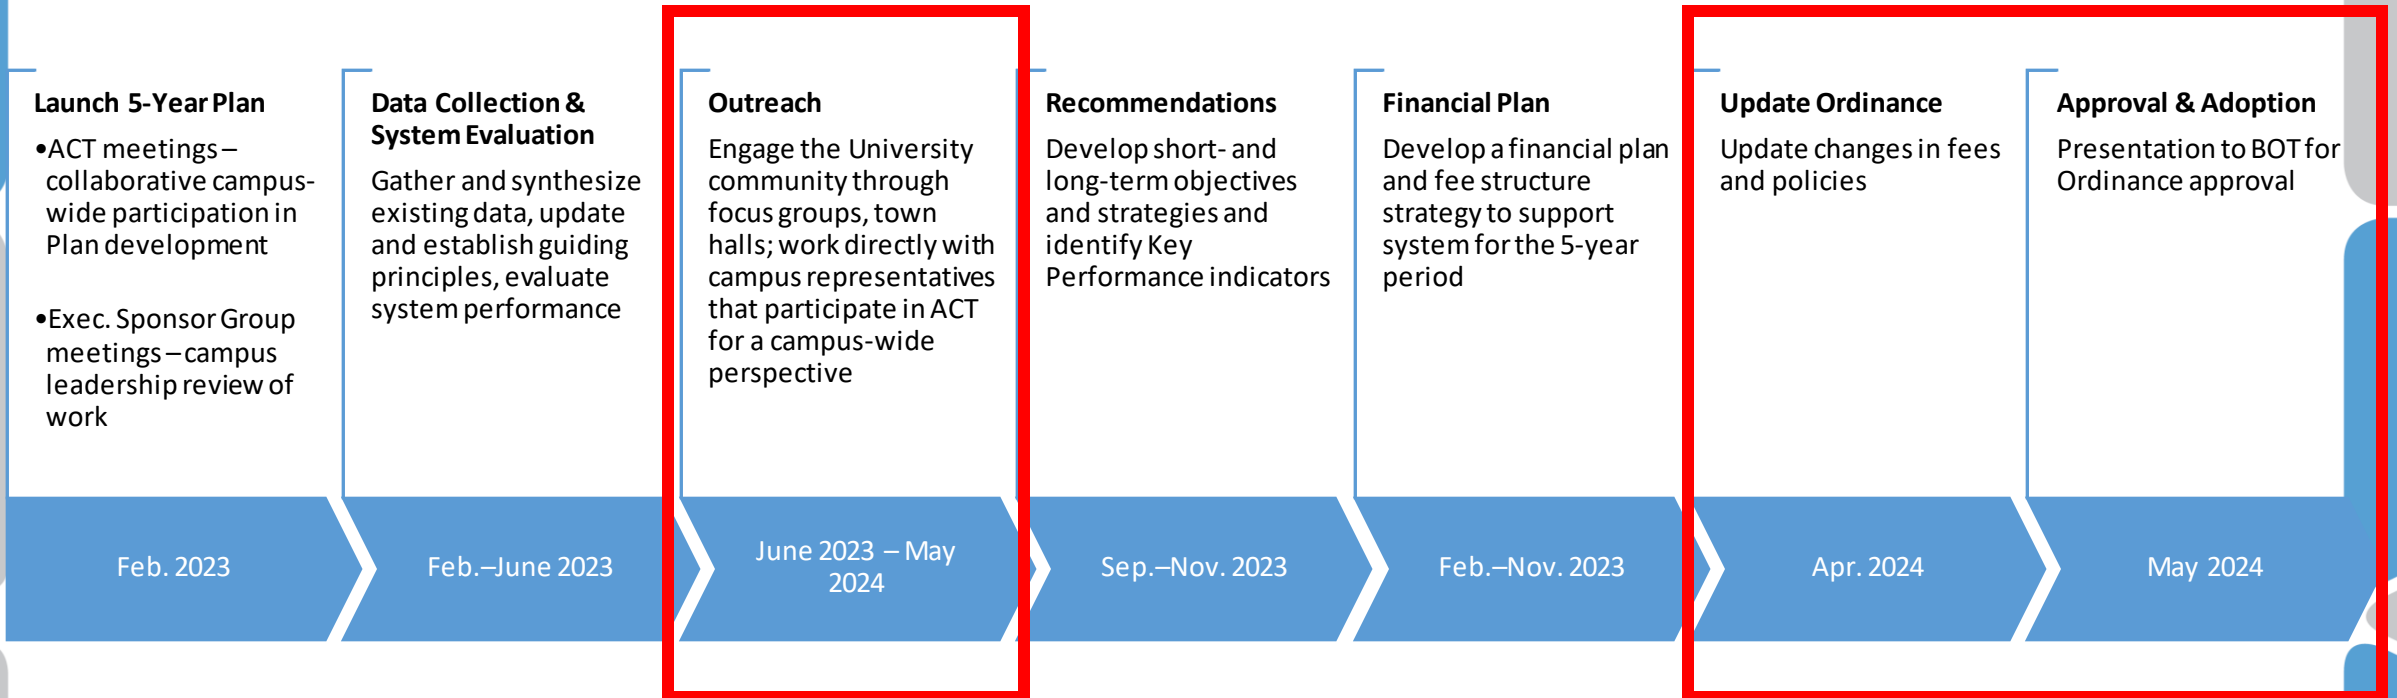 Launch 5-Year Plan
•ACT meetings –
collaborative campus-
wide participation in
Plan development
•Exec. Sponsor Group
meetings – campus
leadership review of
work
Data Collection &
System Evaluation
Gather and synthesize
existing data, update
and establish guiding
principles, evaluate
system performance
Outreach
Engage the University
community through
focus groups, town
halls; work directly with
campus representatives
that participate in ACT
for a campus-wide
perspective
Recommendations
Develop short- and
long-term objectives
and strategies and
identify Key
Performance indicators
Financial Plan
Develop a financial plan
and fee structure
strategy to support
system for the 5-year
period
Update Ordinance
Update changes in fees
and policies
Approval & Adoption
Presentation to BOT for
Ordinance approval
Feb. 2023
Feb.–June 2023
June 2023 – May
2024
Sep.–Nov. 2023
Feb.–Nov. 2023
Apr. 2024
May 2024